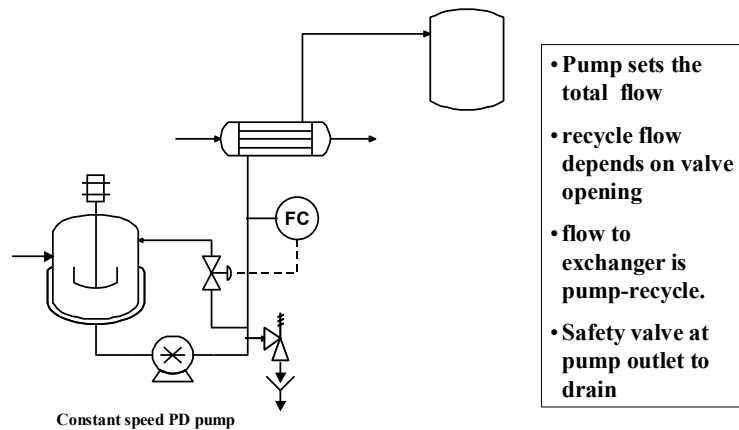 FC
Constant speed PD pump
• Pump sets the
total flow
• recycle flow
depends on valve
opening
• flow to
exchanger is
pump-recycle.
• Safety valve at
pump outlet to
drain